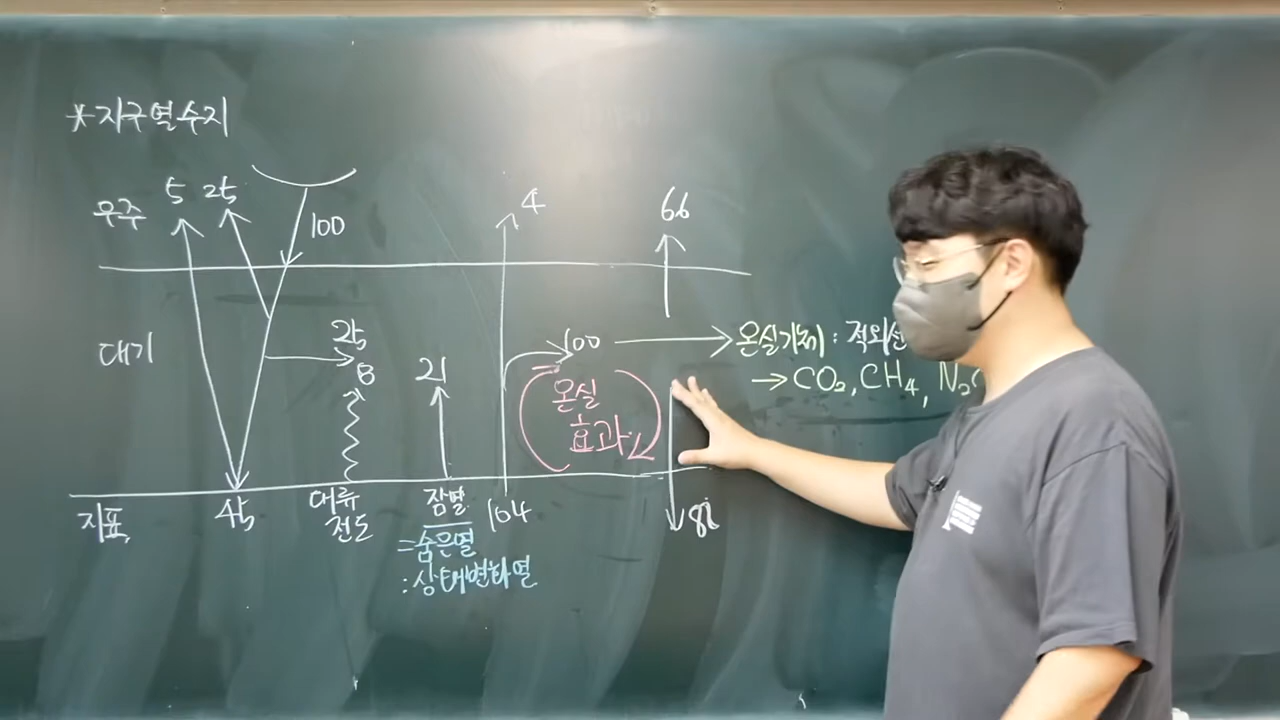 *지구열수지
우주 5 25 100 4 66
대기 25 8 21 100 → 온실가체 : 적외선
→ CO₂, CH₄, N₂O
(온실
효과)
지표 45 대류 잠열 104 88
전도
=숨은열
:상태변화열